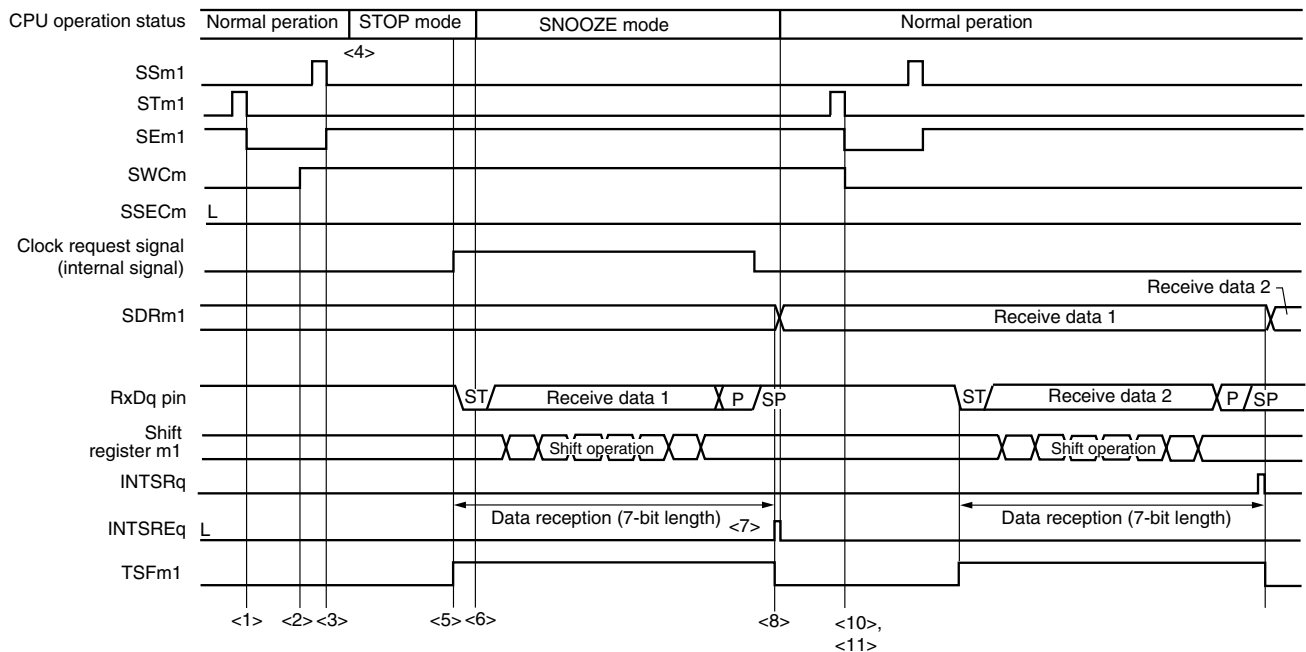 CPU operation status
Normal peration
STOP mode
SNOOZE mode
Normal peration
<4>
SSm1
STm1
SEm1
SWCm
SSECm
L
Clock request signal
(internal signal)
Receive data 2
SDRm1
Receive data 1
RxDq pin
ST
Receive data 1
P
SP
ST
Receive data 2
P
SP
Shift
register m1
Shift operation
Shift operation
INTSRq
Data reception (7-bit length)
<7>
Data reception (7-bit length)
INTSREq
L
TSFm1
<1>
<2>
<3>
<5>
<6>
<8>
<10>,
<11>